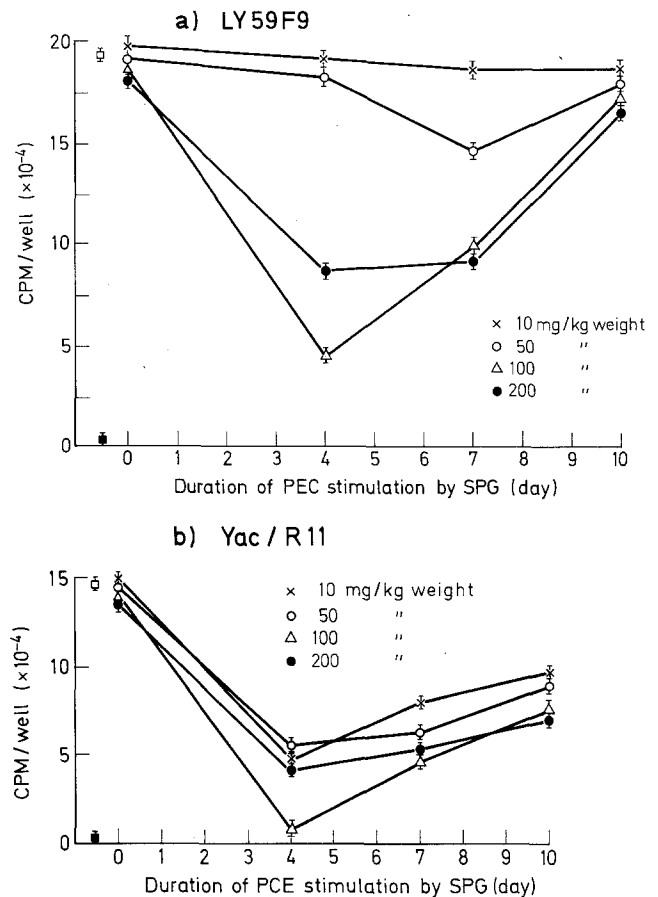 a) LY59F9
20
15
10
5
0
CPM/well (×10-4)
× 10 mg/kg weight
○ 50 "
△ 100 "
● 200 "
0 1 2 3 4 5 6 7 8 9 10
Duration of PEC stimulation by SPG (day)
b) Yac / R11
15
10
5
0
CPM/well (×10-4)
× 10 mg/kg weight
○ 50 "
△ 100 "
● 200 "
0 1 2 3 4 5 6 7 8 9 10
Duration of PCE stimulation by SPG (day)